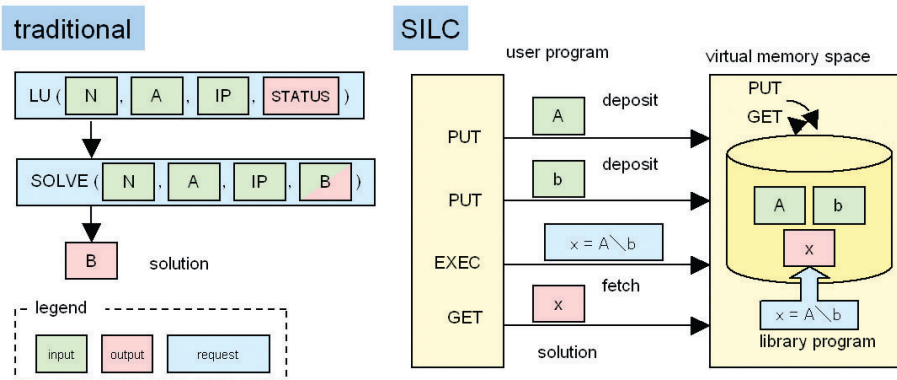 traditional
LU ( N , A , IP , STATUS )
SOLVE ( N , A , IP , B )
B solution
legend
input output request
SILC
user program virtual memory space
PUT A deposit
PUT b deposit
EXEC x = A\b
GET x fetch
solution
PUT
GET
A b
x
x = A\b
library program